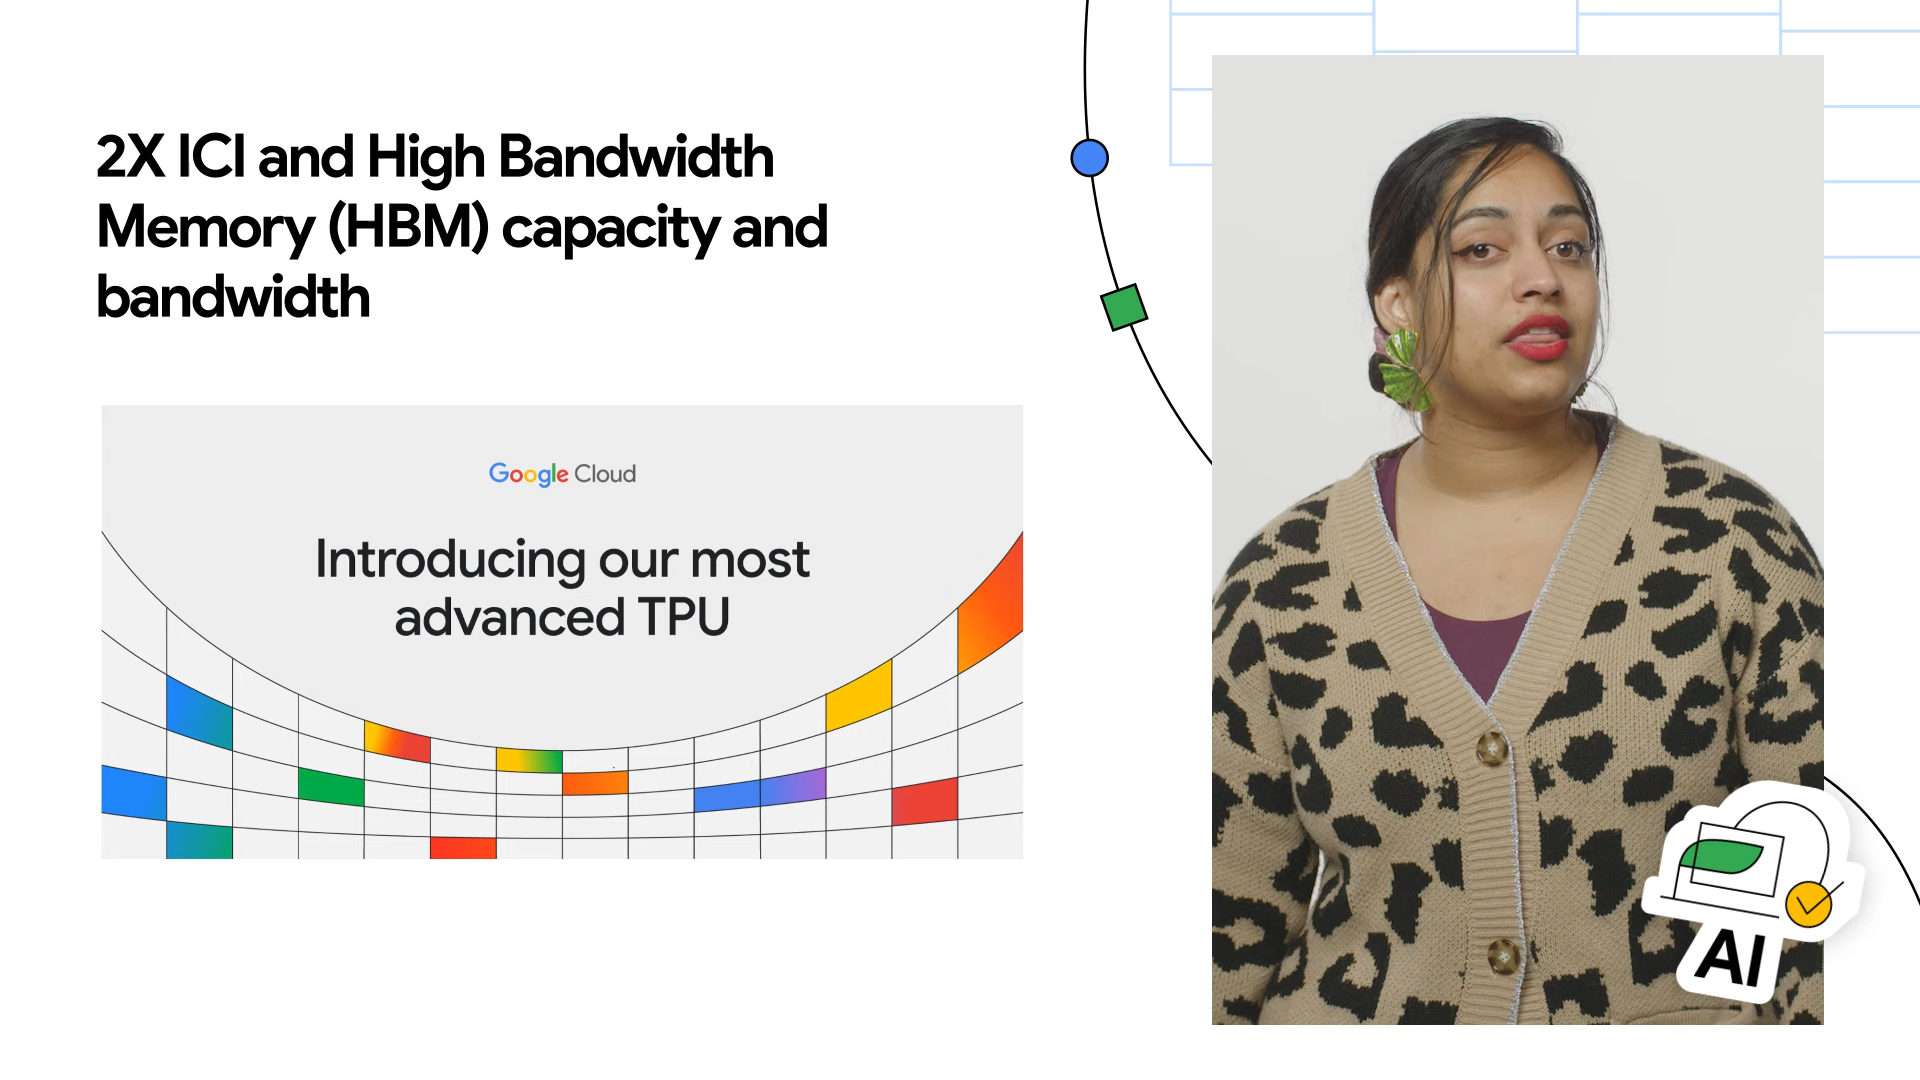 2X ICI and High Bandwidth
Memory (HBM) capacity and
bandwidth
Google Cloud
Introducing our most
advanced TPU
AI